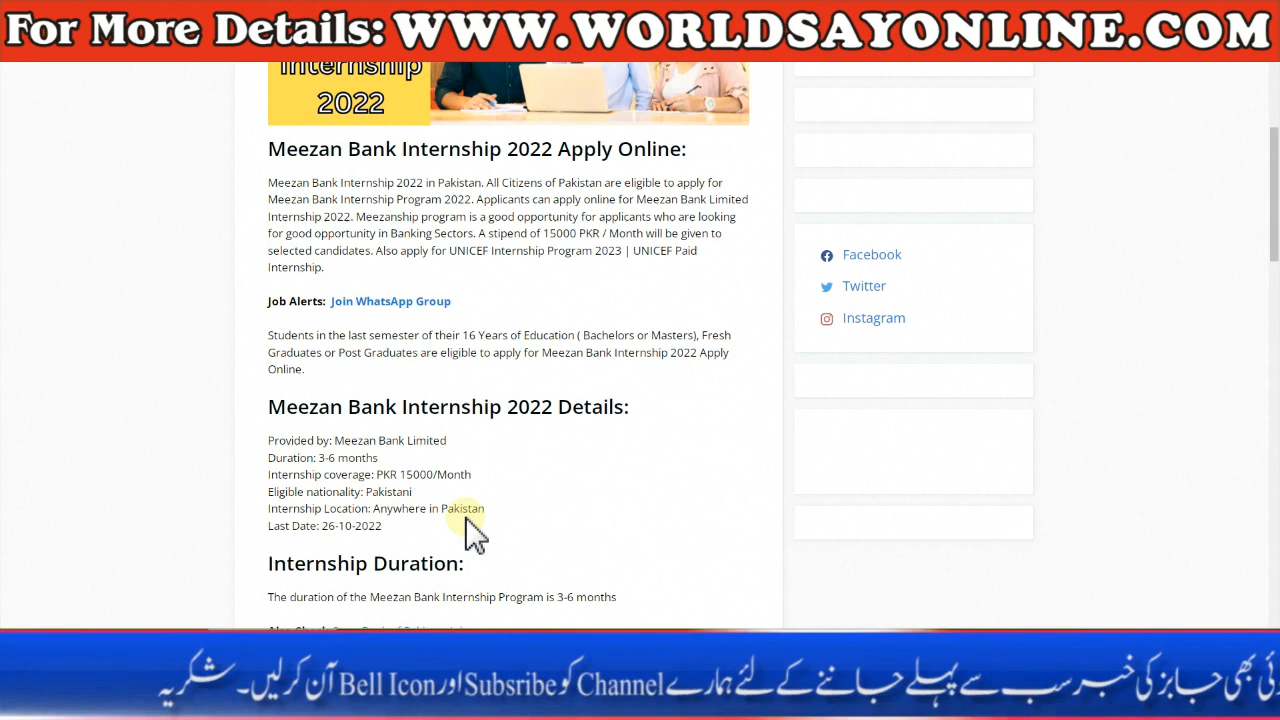 For More Details: WWW.WORLDSAYONLINE.COM
Internship
2022
Meezan Bank Internship 2022 Apply Online:
Meezan Bank Internship 2022 in Pakistan. All Citizens of Pakistan are eligible to apply for
Meezan Bank Internship Program 2022. Applicants can apply online for Meezan Bank Limited
Internship 2022. Meezanship program is a good opportunity for applicants who are looking
for good opportunity in Banking Sectors. A stipend of 15000 PKR / Month will be given to
selected candidates. Also apply for UNICEF Internship Program 2023 | UNICEF Paid
Internship.
Job Alerts: Join WhatsApp Group
Students in the last semester of their 16 Years of Education ( Bachelors or Masters), Fresh
Graduates or Post Graduates are eligible to apply for Meezan Bank Internship 2022 Apply
Online.
Meezan Bank Internship 2022 Details:
Provided by: Meezan Bank Limited
Duration: 3-6 months
Internship coverage: PKR 15000/Month
Eligible nationality: Pakistani
Internship Location: Anywhere in Pakistan
Last Date: 26-10-2022
Internship Duration:
The duration of the Meezan Bank Internship Program is 3-6 months
Facebook
Twitter
Instagram
بھی جابز کی خبر سب سے پہلے جاننے کے لئے ہمارے Channel کو Subsribe اور Bell Icon آن کرلیں۔ شکریہ